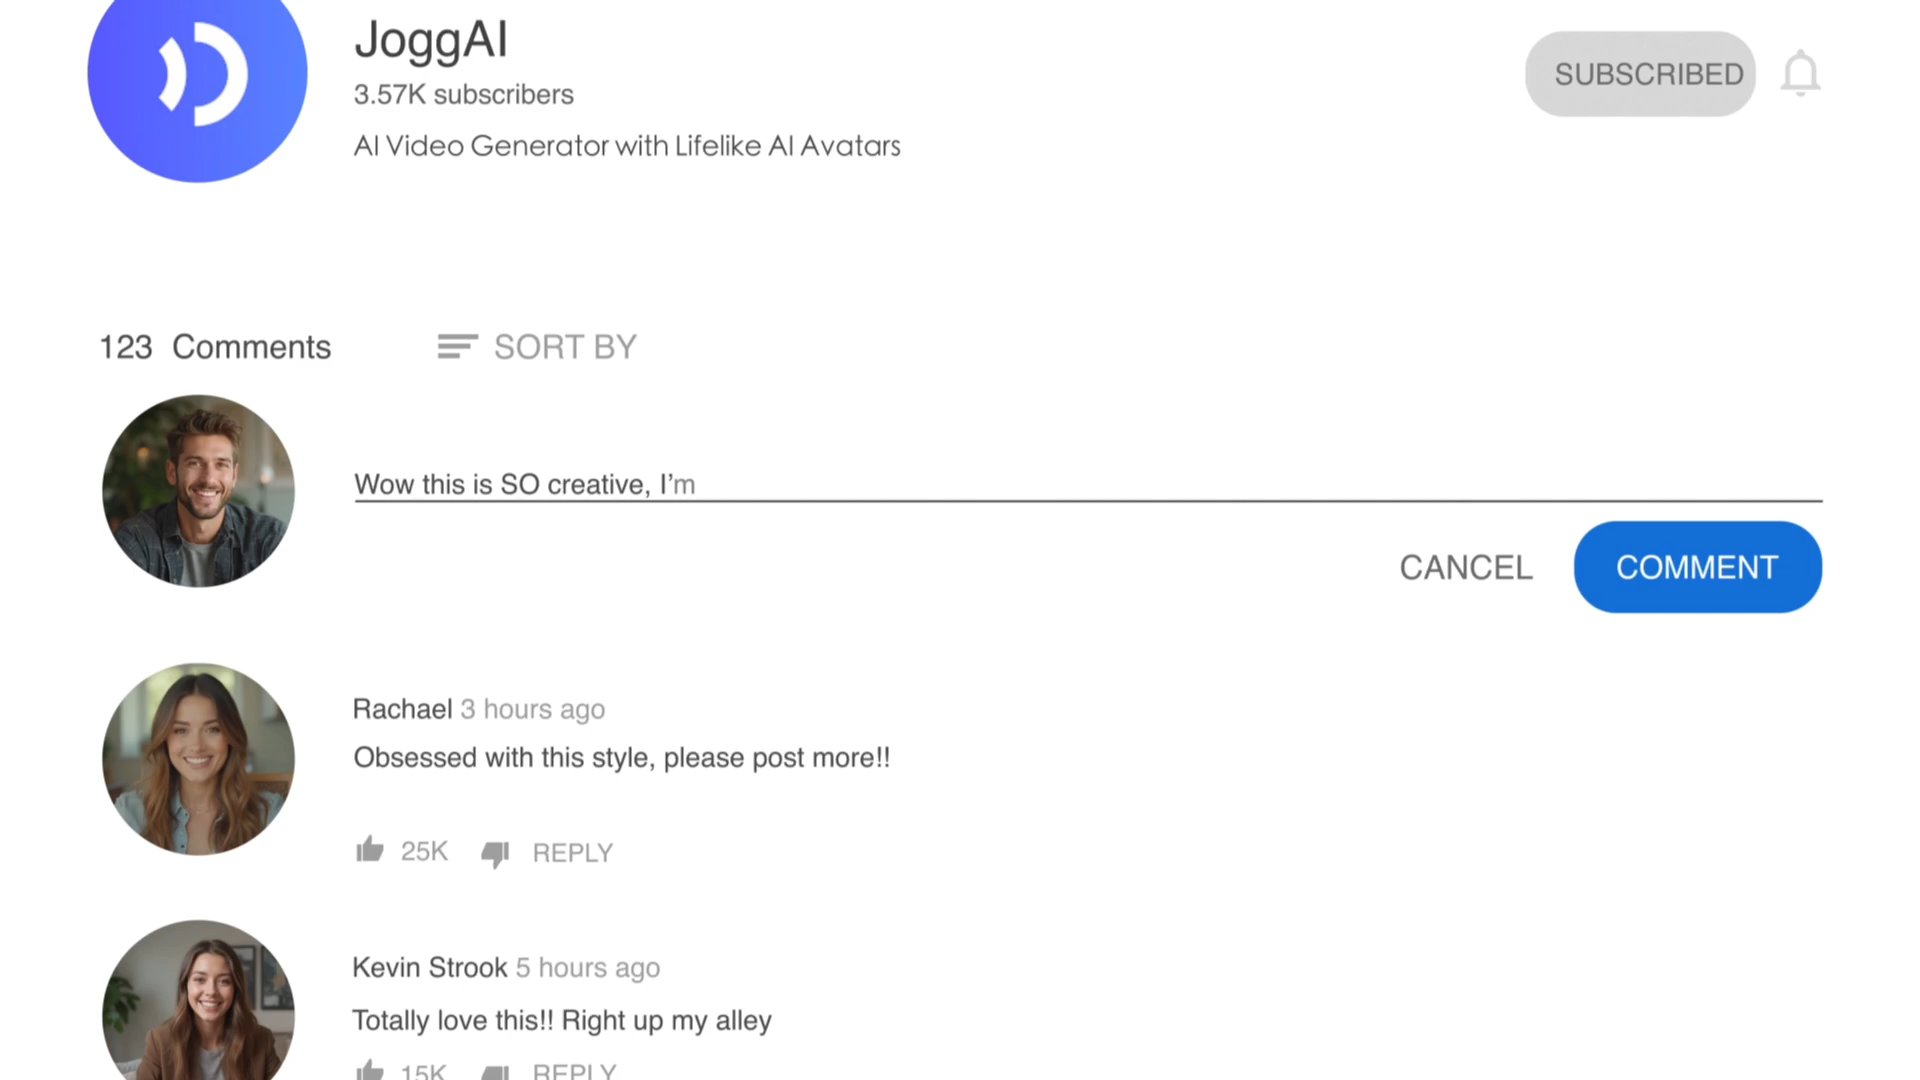 JoggAI
3.57K subscribers
AI Video Generator with Lifelike AI Avatars
SUBSCRIBED
123 Comments
SORT BY
Wow this is SO creative, I’m
CANCEL
COMMENT
Rachael 3 hours ago
Obsessed with this style, please post more!!
25K
REPLY
Kevin Strook 5 hours ago
Totally love this!! Right up my alley
15K
REPLY